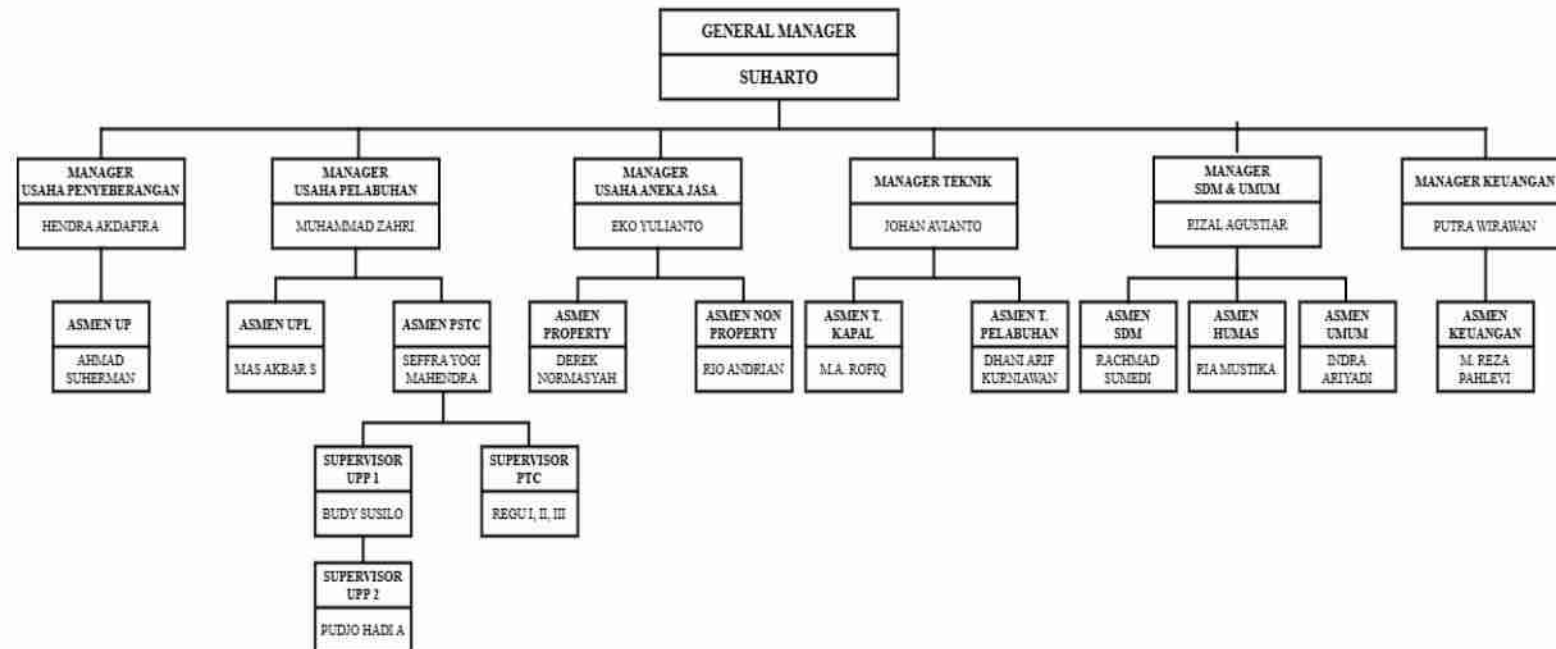 GENERAL MANAGER
SUHARTO
MANAGER
USAHA PENYEBERANGAN
HENDRA AKDAFIRA
MANAGER
USAHA PELABUHAN
MUHAMMAD ZAHRI
MANAGER
USAHA ANEKA JASA
EKO YULIANTO
MANAGER TEKNIK
JOHAN AVIANTO
MANAGER
SDM & UMUM
RIZAL AGUSTIAR
MANAGER KEUANGAN
PUTRA WIRAWAN
ASMEN UP
AHMAD
SUHERMAN
ASMEN UPL
MAS AKBAR S
ASMEN PSTC
SEFFRA YOGI
MAHENDRA
ASMEN
PROPERTY
DEREK
NORMASYAH
ASMEN NON
PROPERTY
RIO ANDRIAN
ASMEN T.
KAPAL
M.A. ROFIQ
ASMEN T.
PELABUHAN
DHANI ARIF
KURNIAWAN
ASMEN
SDM
RACHMAD
SUMEDI
ASMEN
HUMAS
RIA MUSTIKA
ASMEN
UMUM
INDRA
ARIYADI
ASMEN
KEUANGAN
M. REZA
PAHLEVI
SUPERVISOR
UPP 1
BUDY SUSILO
SUPERVISOR
PTC
REGU I, II, III
SUPERVISOR
UPP 2
PUDJO HADI A